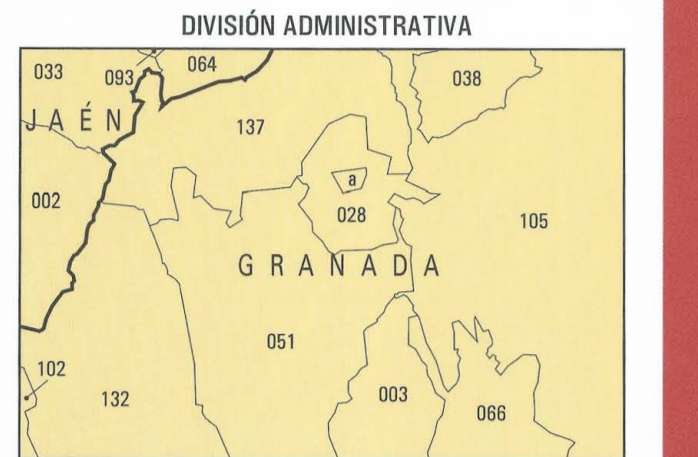 DIVISIÓN ADMINISTRATIVA
033 093 064 038
JAÉN
137
002 a
028 105
GRANADA
051
102
132 003
066